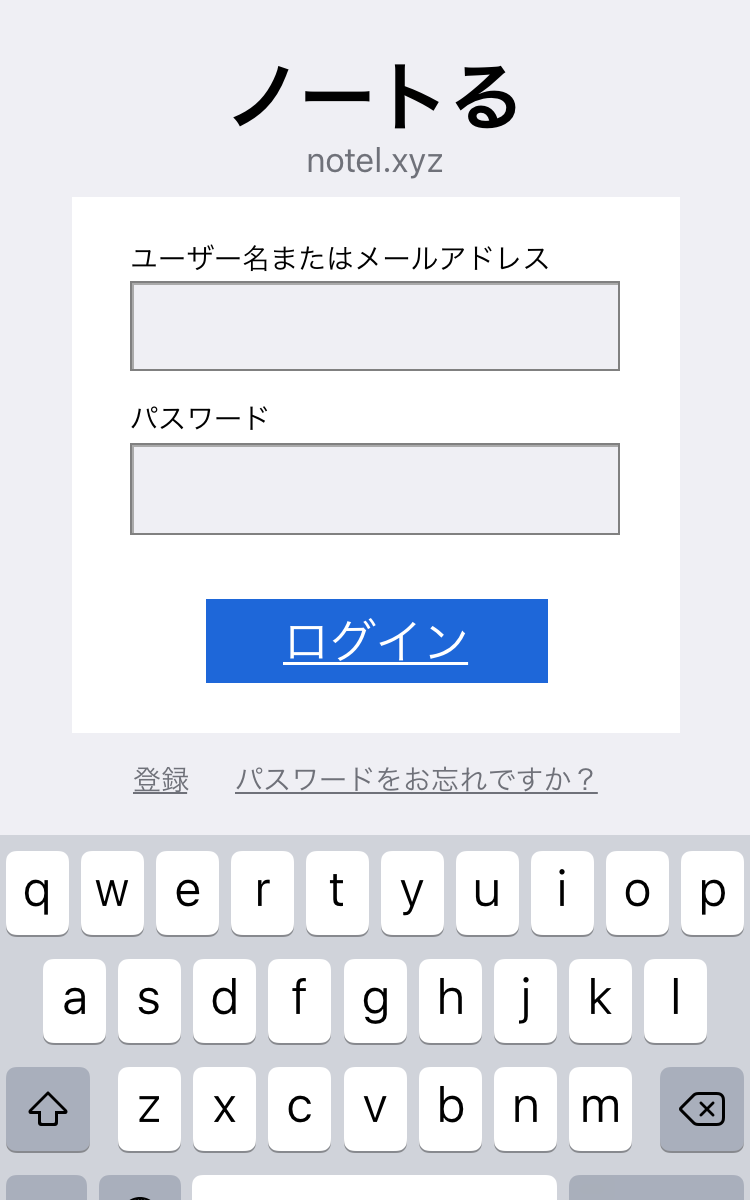 ノートる
notel.xyz
ユーザー名またはメールアドレス
パスワード
ログイン
登録 パスワードをお忘れですか？
q w e r t y u i o p
a s d f g h j k l
z x c v b n m